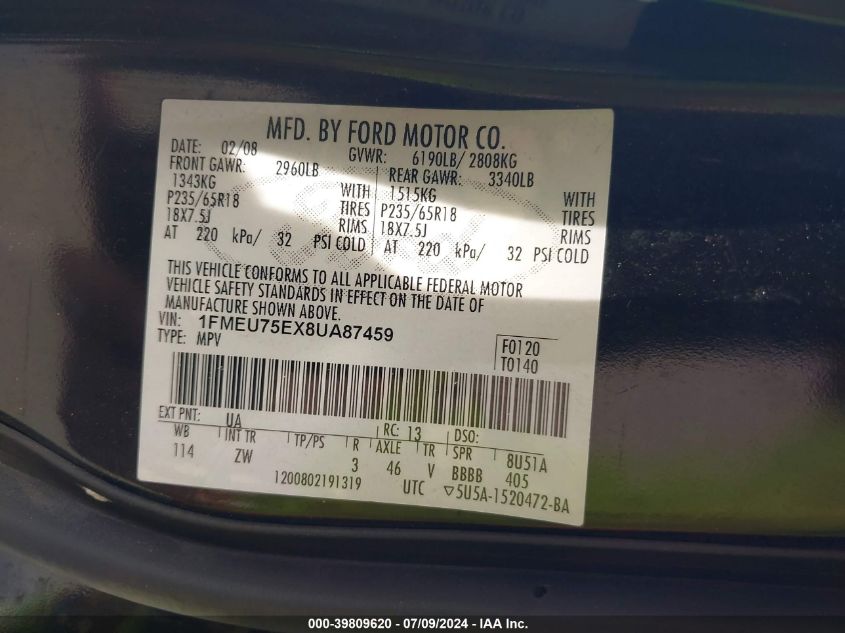 MFD. BY FORD MOTOR CO.
DATE: 02/08 GVWR: 6190LB/ 2808KG
FRONT GAWR: 2960LB REAR GAWR: 3340LB
1343KG WITH 1515KG WITH
P235/65R18 TIRES P235/65R18 TIRES
18X7.5J RIMS 18X7.5J RIMS
AT 220 kPa/ 32 PSI COLD AT 220 kPa/ 32 PSI COLD
THIS VEHICLE CONFORMS TO ALL APPLICABLE FEDERAL MOTOR
VEHICLE SAFETY STANDARDS IN EFFECT ON THE DATE OF
MANUFACTURE SHOWN ABOVE.
VIN: 1FMEU75EX8UA87459
TYPE: MPV
F0120
T0140
EXT PNT: UA RC: 13 DSO:
WB INT TR TP/PS R AXLE TR SPR 8U51A
114 ZW 3 46 V BBBB 405
1200802191319 UTC ▽5U5A-1520472-BA
000-39809620 - 07/09/2024 - IAA Inc.